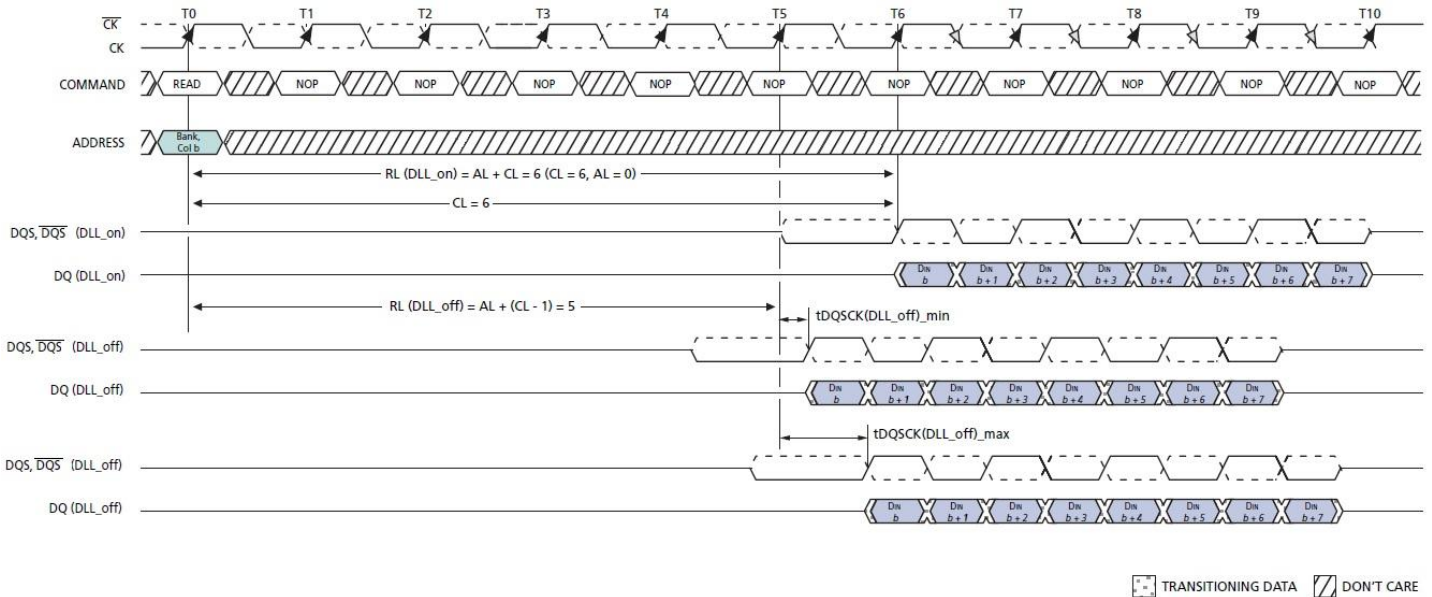 T0 T1 T2 T3 T4 T5 T6 T7 T8 T9 T10
CK
CK
COMMAND READ NOP NOP NOP NOP NOP NOP NOP NOP NOP NOP
ADDRESS Bank, Col b
RL (DLL_on) = AL + CL = 6 (CL = 6, AL = 0)
CL = 6
DQS, DQS (DLL_on)
DQ (DLL_on) DIN b DIN b + 1 DIN b + 2 DIN b + 3 DIN b + 4 DIN b + 5 DIN b + 6 DIN b + 7
RL (DLL_off) = AL + (CL - 1) = 5
tDQSCK(DLL_off)_min
DQS, DQS (DLL_off)
DQ (DLL_off) DIN b DIN b + 1 DIN b + 2 DIN b + 3 DIN b + 4 DIN b + 5 DIN b + 6 DIN b + 7
tDQSCK(DLL_off)_max
DQS, DQS (DLL_off)
DQ (DLL_off) DIN b DIN b + 1 DIN b + 2 DIN b + 3 DIN b + 4 DIN b + 5 DIN b + 6 DIN b + 7
TRANSITIONING DATA DON'T CARE